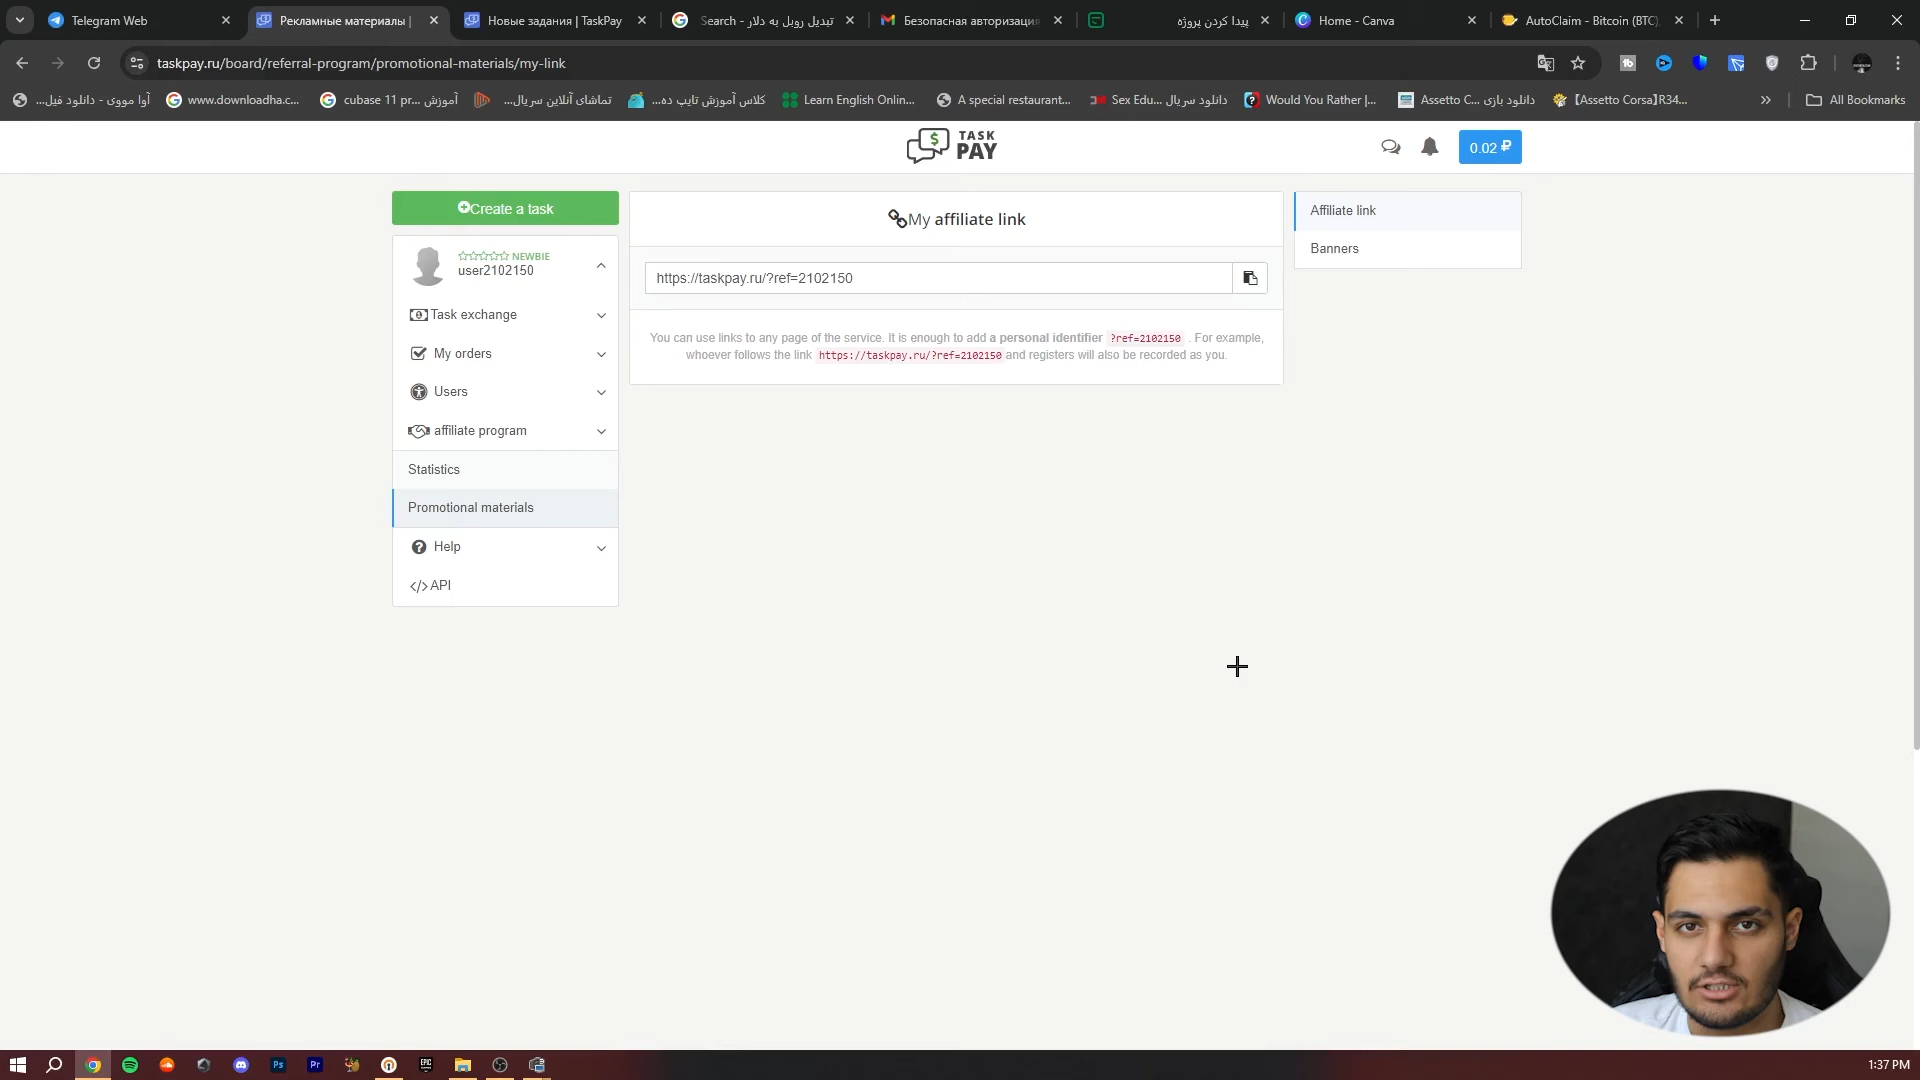 Telegram Web
Рекламные материалы |
Новые задания | TaskPay
تبدیل روبل به دلار - Search
Безопасная авторизация
پیدا کردن پروژه
Home - Canva
AutoClaim - Bitcoin (BTC)
taskpay.ru/board/referral-program/promotional-materials/my-link
آوا مووی - دانلود فیل...
www.downloadha.c...
آموزش cubase 11 pr...
تماشای آنلاین سریال...
کلاس آموزش تایپ ده...
Learn English Onlin...
A special restaurant...
دانلود سریال Sex Edu...
Would You Rather |...
دانلود بازی Assetto C...
【Assetto Corsa】R34...
All Bookmarks
TASK
PAY
0.02 ₽
Create a task
NEWBIE
user2102150
Task exchange
My orders
Users
affiliate program
Statistics
Promotional materials
Help
</> API
My affiliate link
https://taskpay.ru/?ref=2102150
You can use links to any page of the service. It is enough to add a personal identifier ?ref=2102150 . For example,
whoever follows the link https://taskpay.ru/?ref=2102150 and registers will also be recorded as you.
Affiliate link
Banners
Ps
Pr
EPIC
1:37 PM